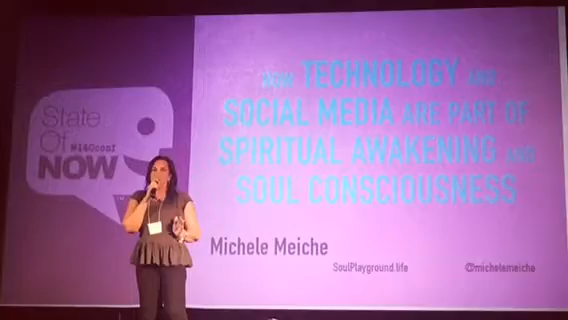 State
Of
#140conf
NOW
HOW TECHNOLOGY AND
SOCIAL MEDIA ARE PART OF
SPIRITUAL AWAKENING AND
SOUL CONSCIOUSNESS
Michele Meiche
SoulPlayground.life
@michelemeiche